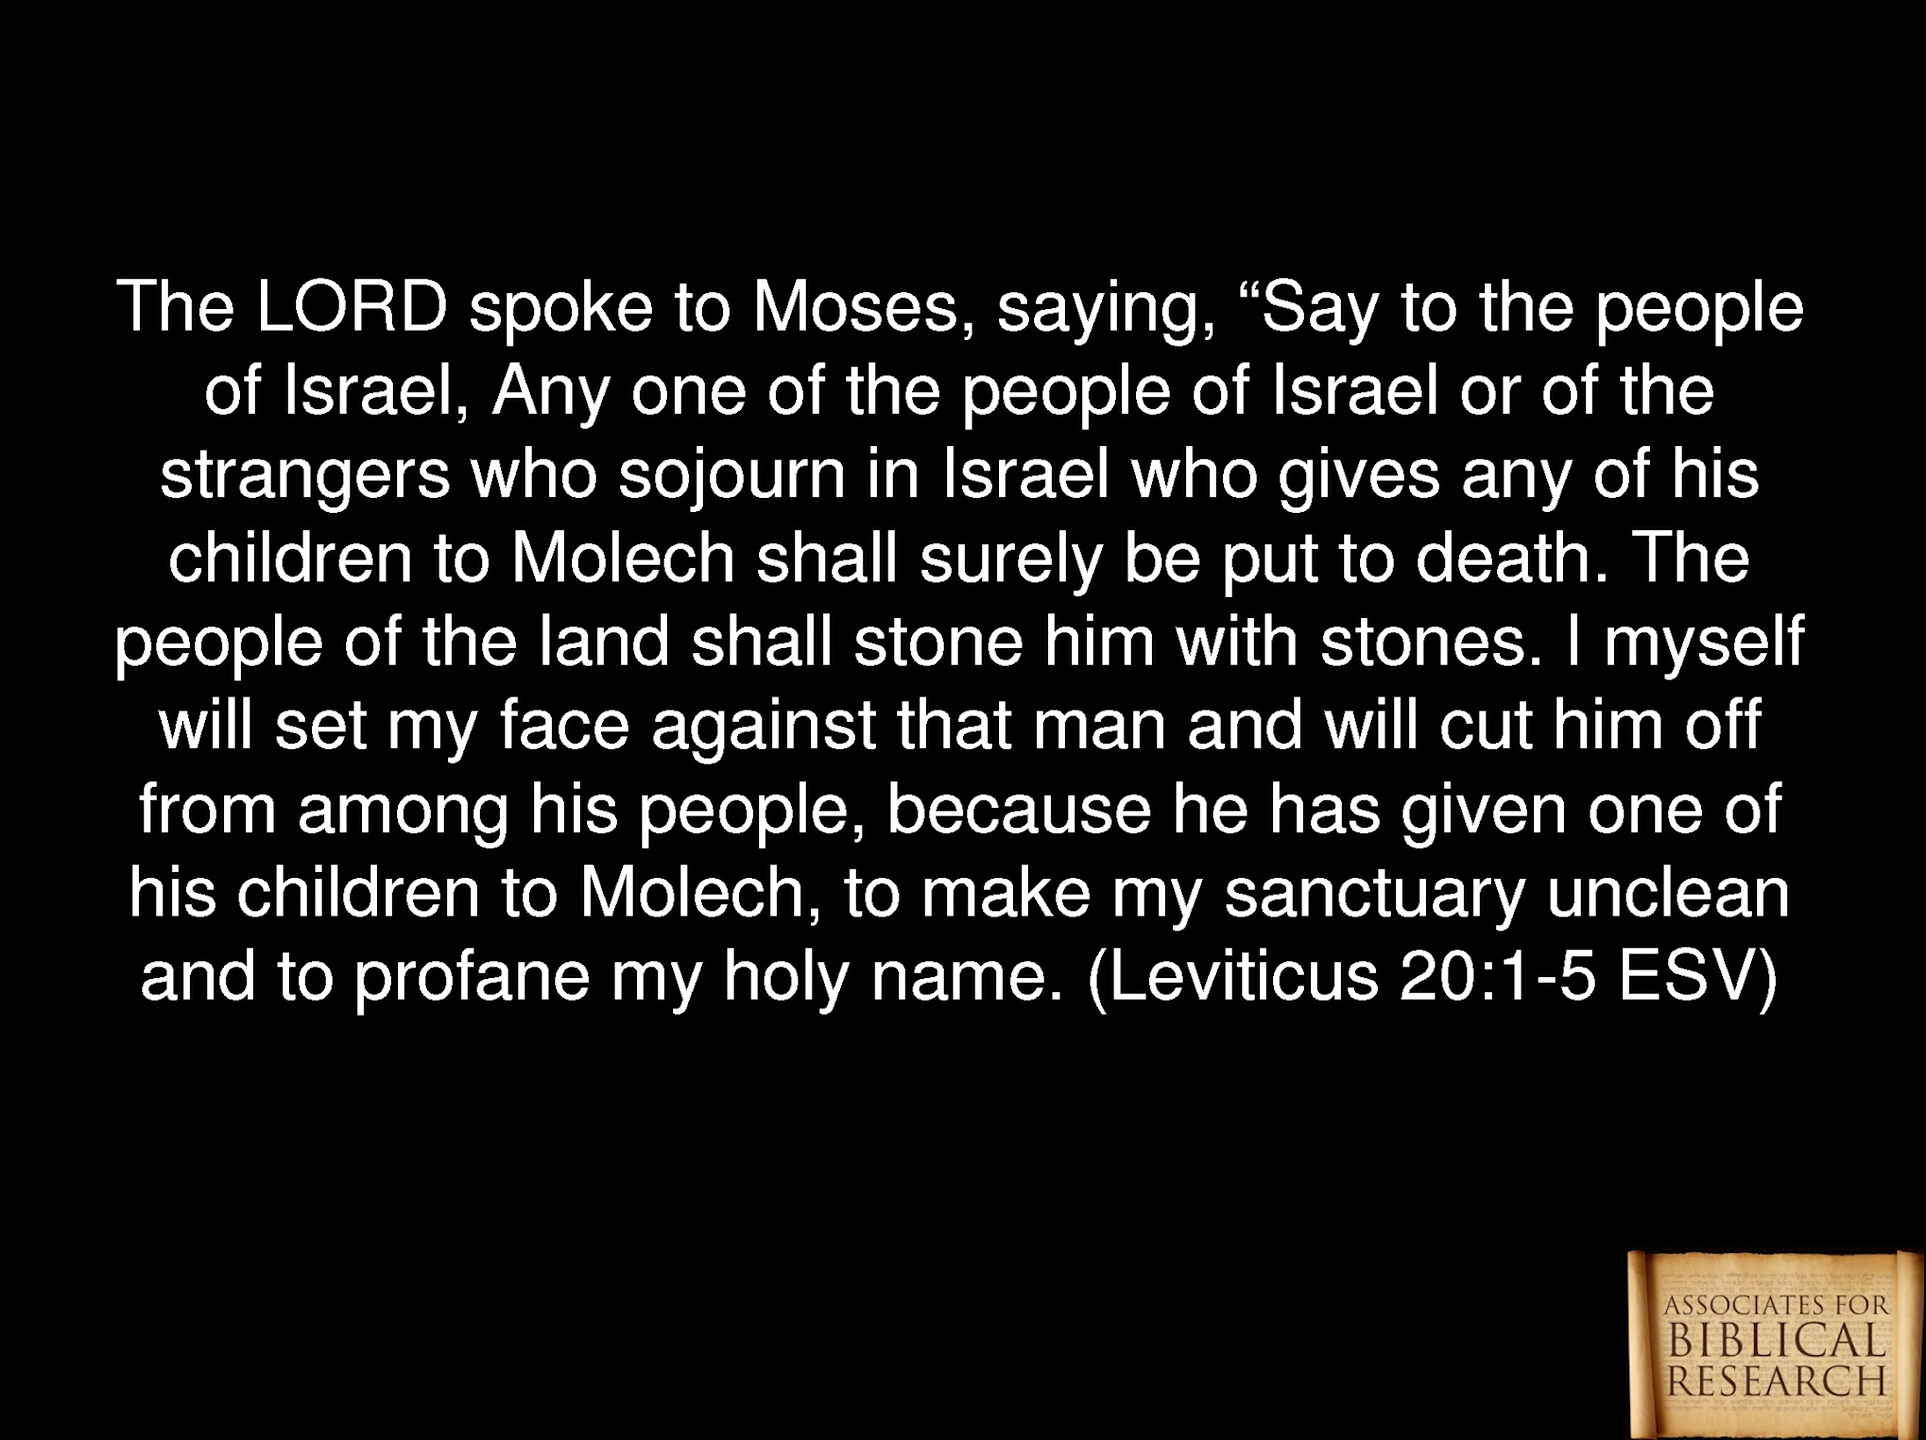 The LORD spoke to Moses, saying, “Say to the people
of Israel, Any one of the people of Israel or of the
strangers who sojourn in Israel who gives any of his
children to Molech shall surely be put to death. The
people of the land shall stone him with stones. I myself
will set my face against that man and will cut him off
from among his people, because he has given one of
his children to Molech, to make my sanctuary unclean
and to profane my holy name. (Leviticus 20:1-5 ESV)
ASSOCIATES FOR
BIBLICAL
RESEARCH